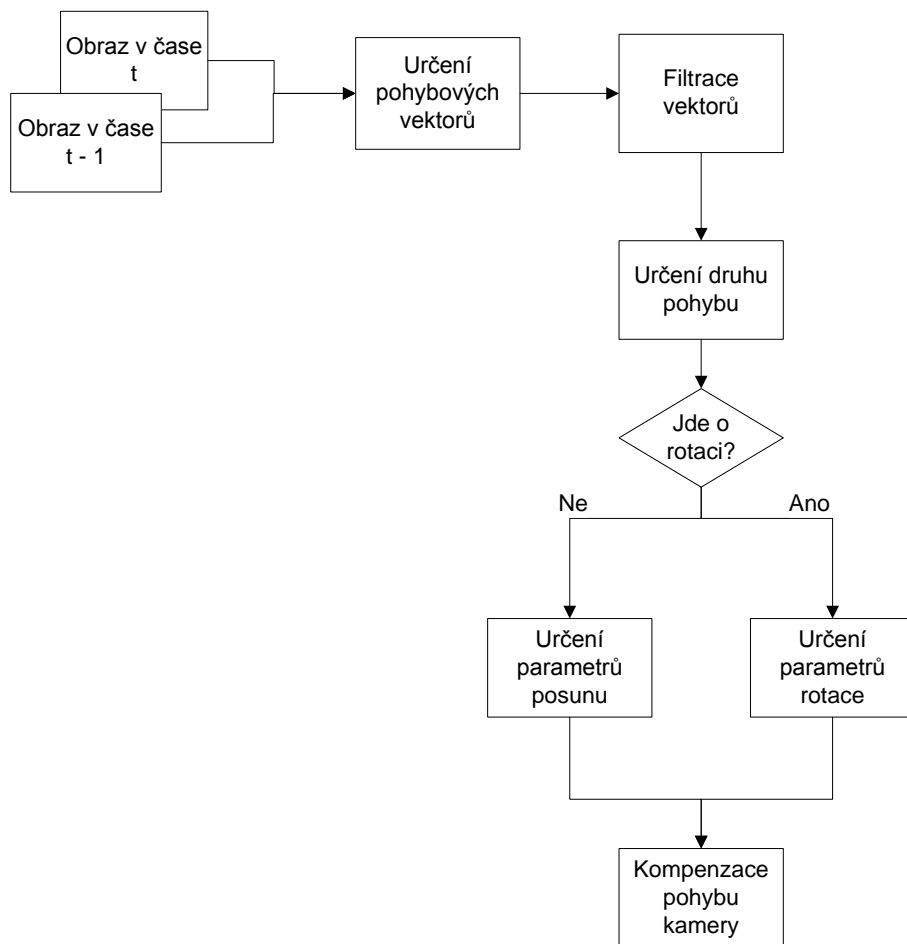 Obraz v čase
t
Obraz v čase
t - 1
Určení
pohybových
vektorů
Filtrace
vektorů
Určení druhu
pohybu
Jde o
rotaci?
Ne
Ano
Určení
parametrů
posunu
Určení
parametrů
rotace
Kompenzace
pohybu
kamery